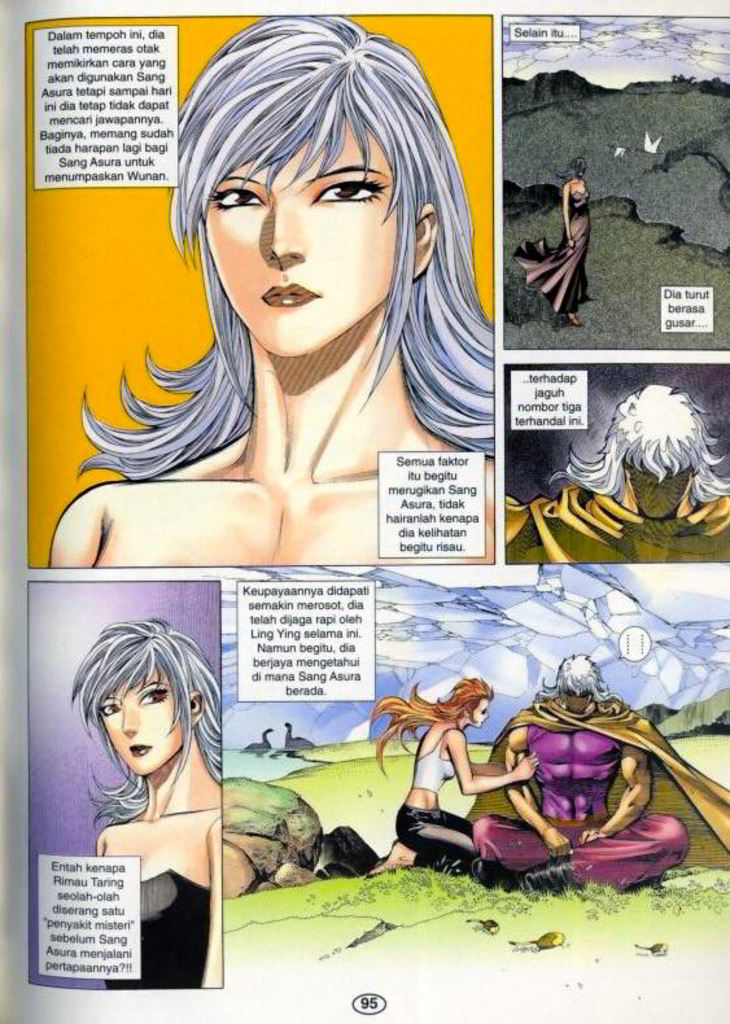 Dalam tempoh ini, dia
telah memeras otak
memikirkan cara yang
akan digunakan Sang
Asura tetapi sampai hari
ini dia tetap tidak dapat
mencari jawapannya.
Baginya, memang sudah
tiada harapan lagi bagi
Sang Asura untuk
menumpaskan Wunan.
Semua faktor
itu begitu
merugikan Sang
Asura, tidak
hairanlah kenapa
dia kelihatan
begitu risau.
Selain itu....
Dia turut
berasa
gusar....
..terhadap
jaguh
nombor tiga
terhandal ini.
Entah kenapa
Rimau Taring
seolah-olah
diserang satu
"penyakit misteri"
sebelum Sang
Asura menjalani
pertapaannya?!!
Keupayaannya didapati
semakin merosot, dia
telah dijaga rapi oleh
Ling Ying selama ini.
Namun begitu, dia
berjaya mengetahui
di mana Sang Asura
berada.
95